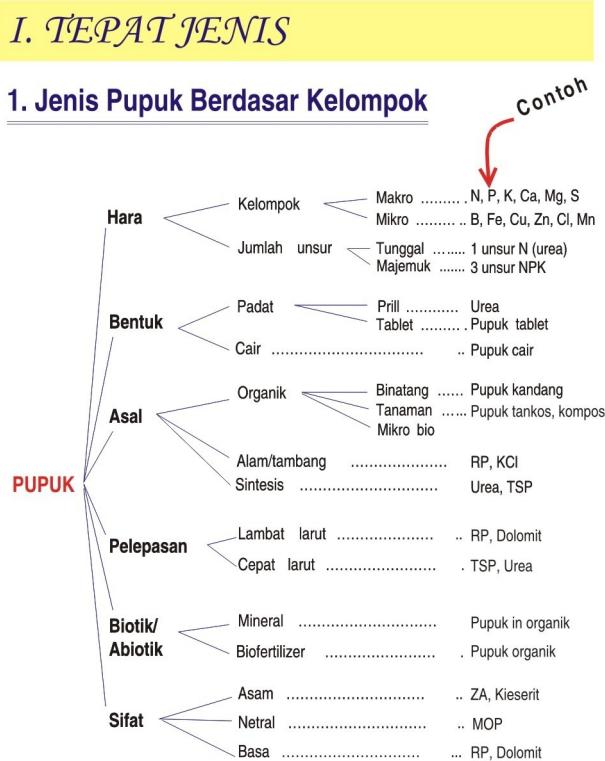 I. TEPAT JENIS
1. Jenis Pupuk Berdasar Kelompok
Contoh
PUPUK
Hara
Kelompok
Makro ......... . N, P, K, Ca, Mg, S
Mikro ......... .. B, Fe, Cu, Zn, Cl, Mn
Jumlah unsur
Tunggal ........ 1 unsur N (urea)
Majemuk ....... 3 unsur NPK
Bentuk
Padat
Prill ............ Urea
Tablet ......... . Pupuk tablet
Cair ................................. .. Pupuk cair
Asal
Organik
Binatang ...... Pupuk kandang
Tanaman ...... Pupuk tankos, kompos
Mikro bio
Alam/tambang ..................... RP, KCl
Sintesis .............................. Urea, TSP
Pelepasan
Lambat larut ..................... .. RP, Dolomit
Cepat larut ........................ . TSP, Urea
Biotik/
Abiotik
Mineral .............................. Pupuk in organik
Biofertilizer ........................ . Pupuk organik
Sifat
Asam .............................. .. ZA, Kieserit
Netral .............................. .. MOP
Basa .............................. ... RP, Dolomit